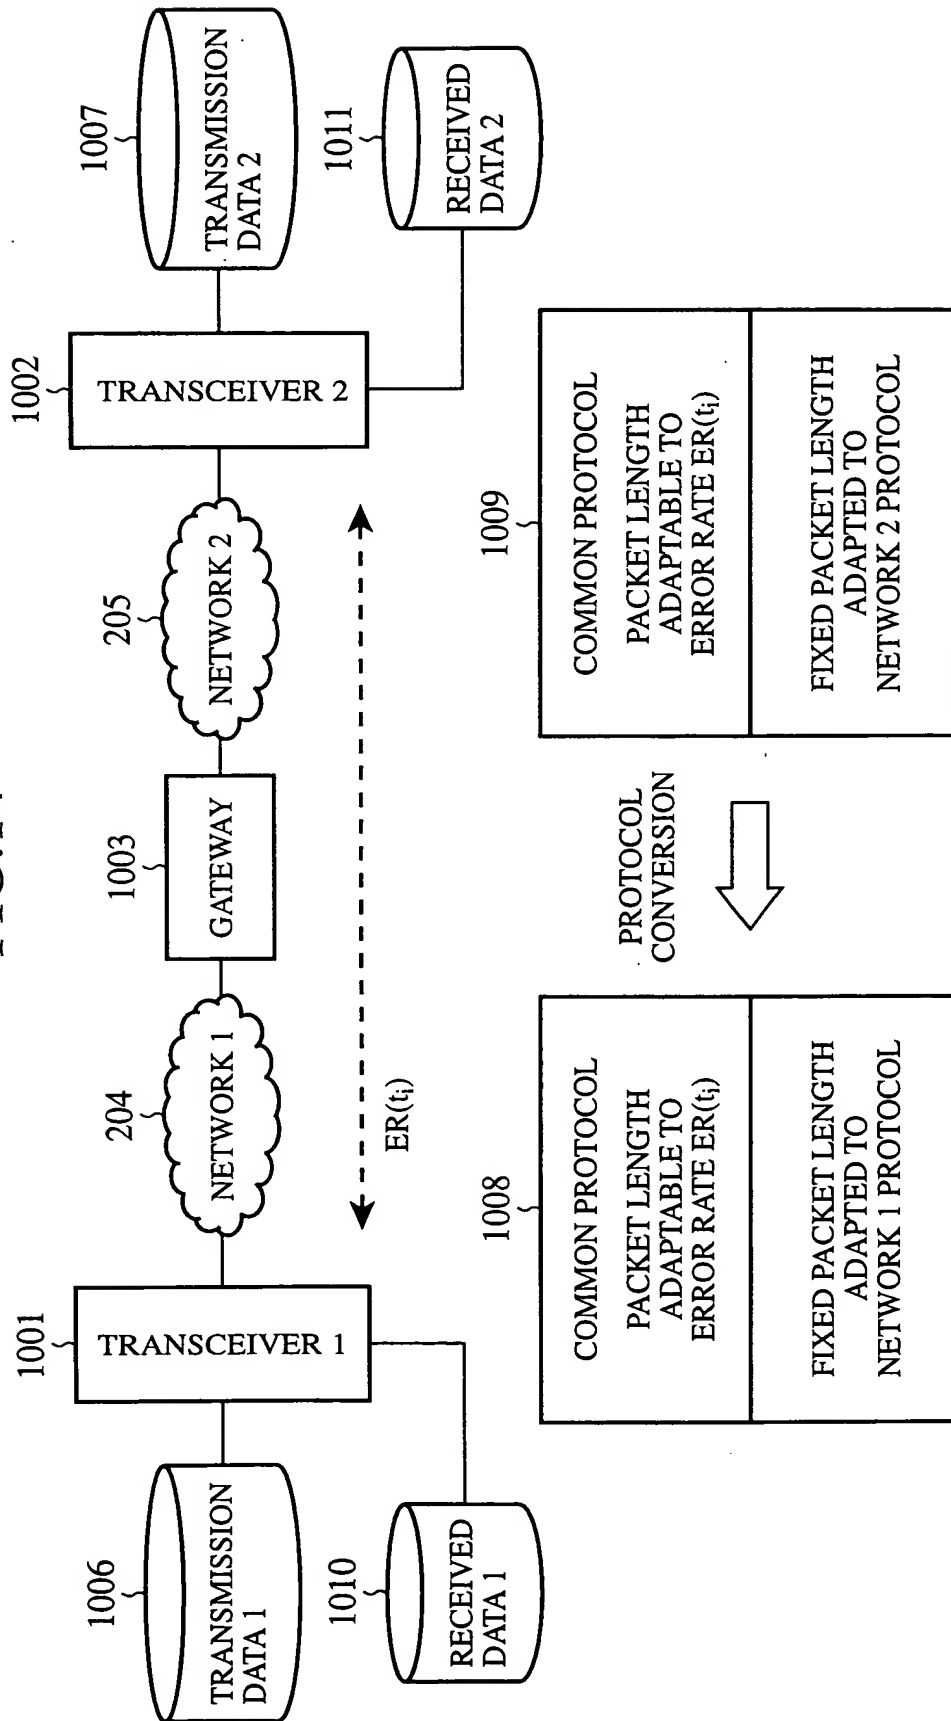 1006
TRANSMISSION
DATA 1
1010
RECEIVED
DATA 1
1001
TRANSCEIVER 1
204
NETWORK 1
1003
GATEWAY
205
NETWORK 2
1002
TRANSCEIVER 2
1007
TRANSMISSION
DATA 2
1011
RECEIVED
DATA 2
ER(tᵢ)
1008
COMMON PROTOCOL
PACKET LENGTH
ADAPTABLE TO
ERROR RATE ER(tᵢ)
FIXED PACKET LENGTH
ADAPTED TO
NETWORK 1 PROTOCOL
PROTOCOL
CONVERSION
1009
COMMON PROTOCOL
PACKET LENGTH
ADAPTABLE TO
ERROR RATE ER(tᵢ)
FIXED PACKET LENGTH
ADAPTED TO
NETWORK 2 PROTOCOL